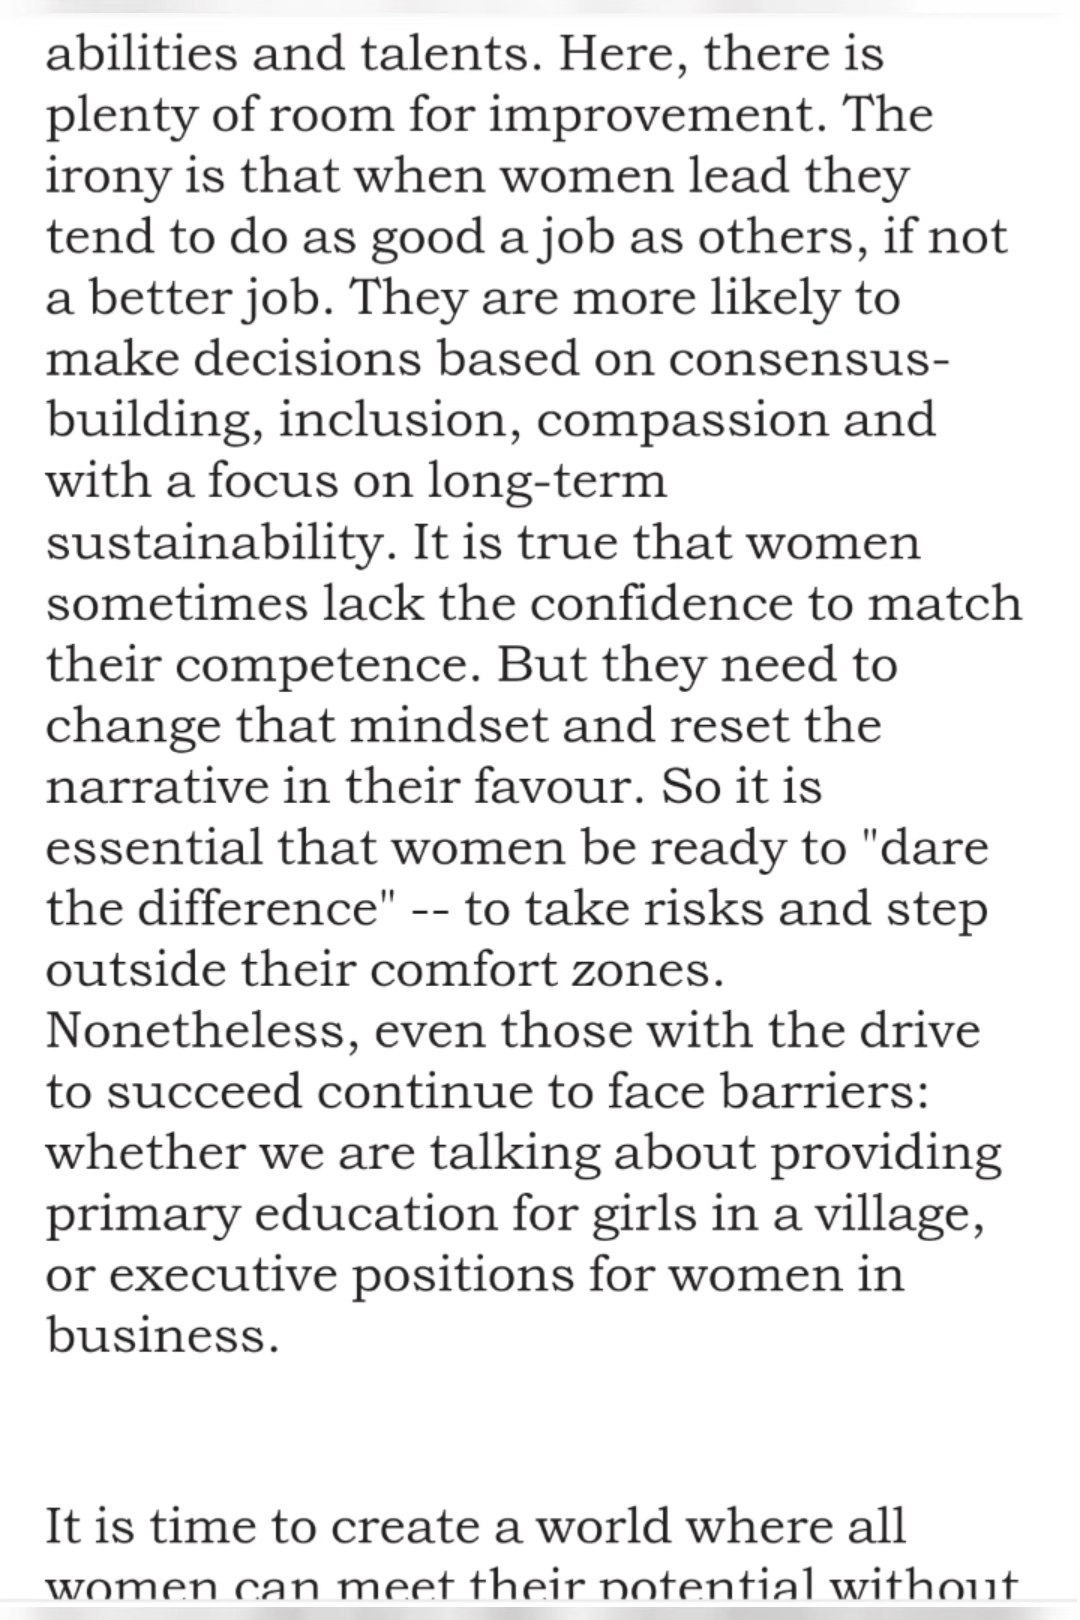 abilities and talents. Here, there is
plenty of room for improvement. The
irony is that when women lead they
tend to do as good a job as others, if not
a better job. They are more likely to
make decisions based on consensus-
building, inclusion, compassion and
with a focus on long-term
sustainability. It is true that women
sometimes lack the confidence to match
their competence. But they need to
change that mindset and reset the
narrative in their favour. So it is
essential that women be ready to "dare
the difference" -- to take risks and step
outside their comfort zones.
Nonetheless, even those with the drive
to succeed continue to face barriers:
whether we are talking about providing
primary education for girls in a village,
or executive positions for women in
business.
It is time to create a world where all
women can meet their potential without